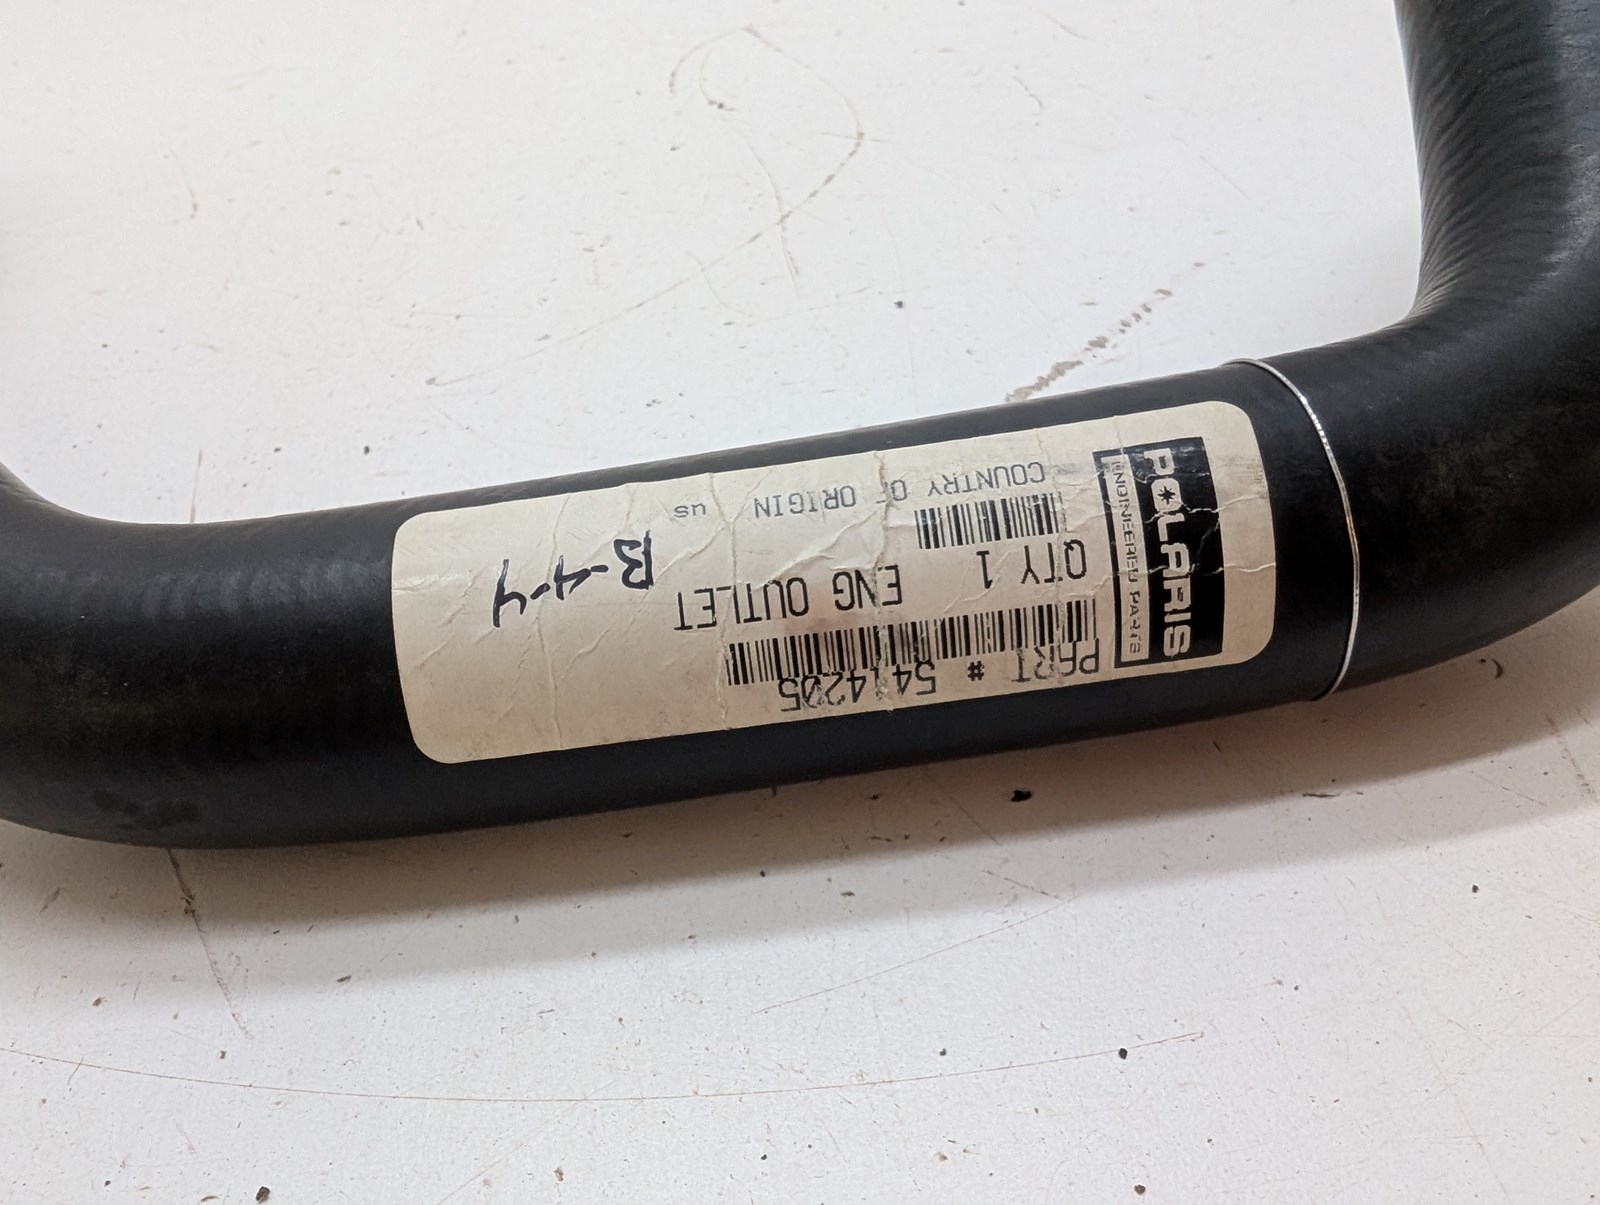 POLARIS
ENGINEERED PARTS
PART # 5414205
ENG OUTLET
QTY 1
COUNTRY OF ORIGIN us
B-4-4